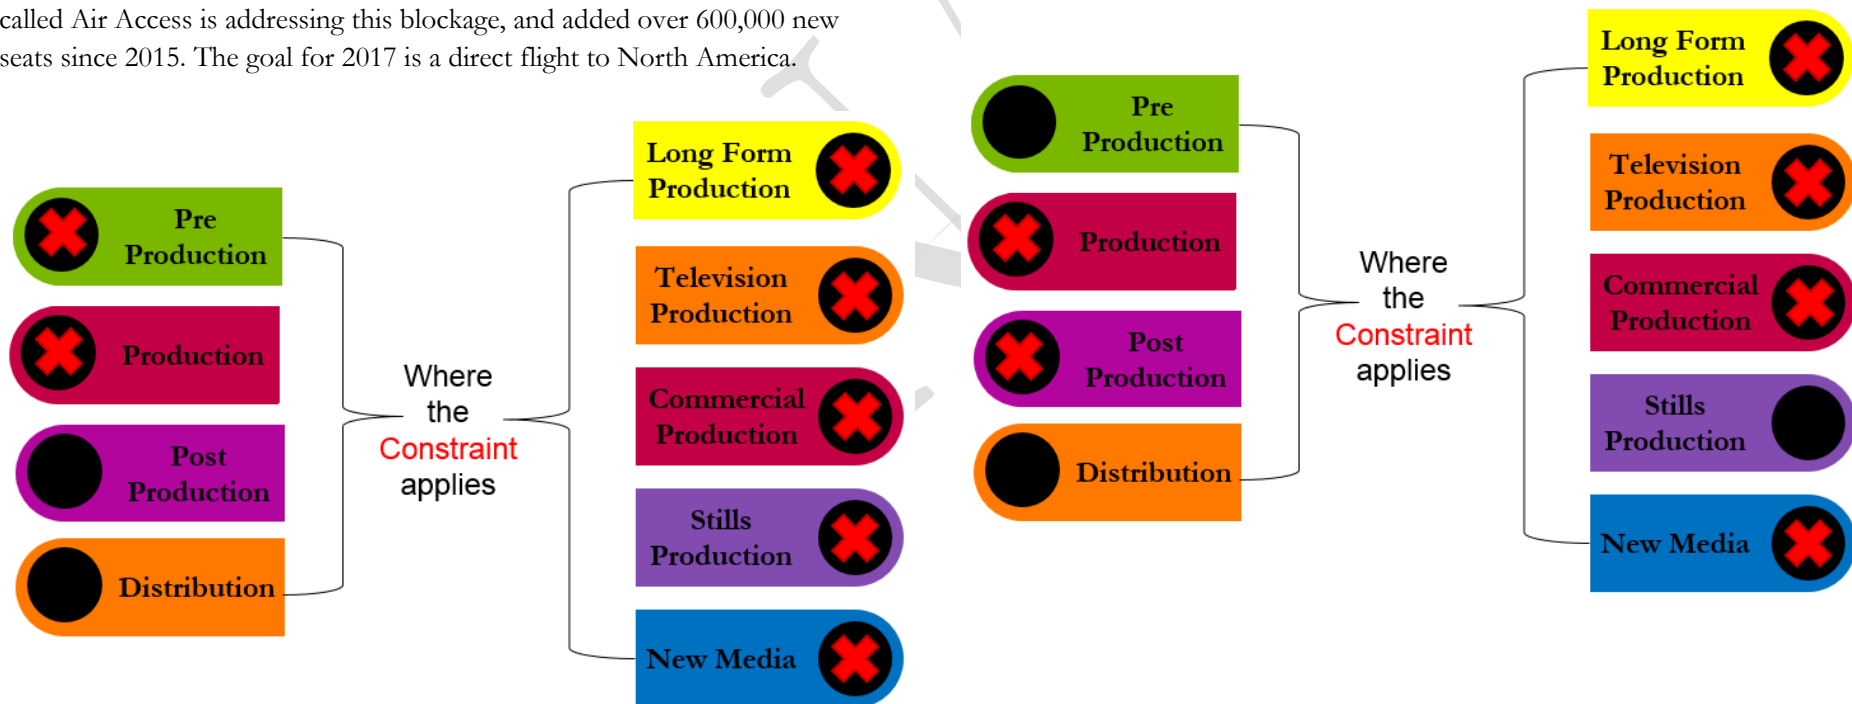 called Air Access is addressing this blockage, and added over 600,000 new
seats since 2015. The goal for 2017 is a direct flight to North America.
Pre
Production
Production
Post
Production
Distribution
Where
the
Constraint
applies
Long Form
Production
Television
Production
Commercial
Production
Stills
Production
New Media
Pre
Production
Production
Post
Production
Distribution
Where
the
Constraint
applies
Long Form
Production
Television
Production
Commercial
Production
Stills
Production
New Media